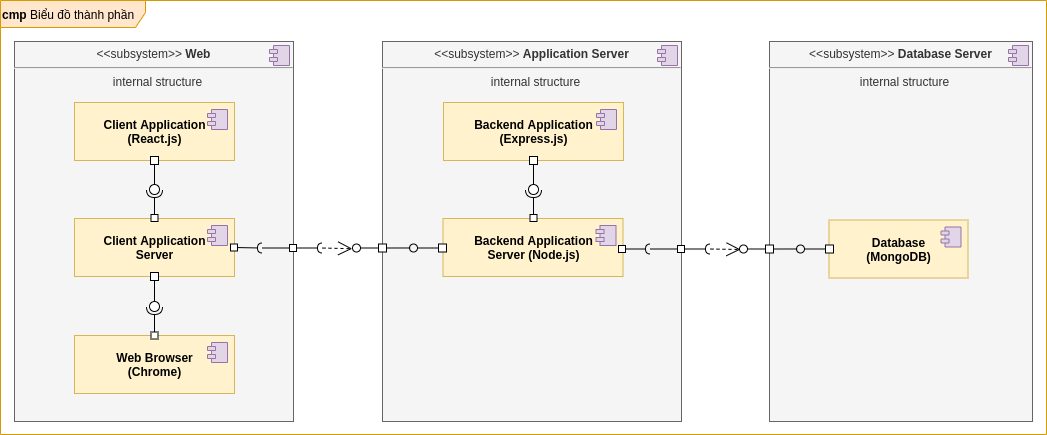 cmp Biểu đồ thành phần
<<subsystem>> Web
internal structure
Client Application
(React.js)
Client Application
Server
Web Browser
(Chrome)
<<subsystem>> Application Server
internal structure
Backend Application
(Express.js)
Backend Application
Server (Node.js)
<<subsystem>> Database Server
internal structure
Database
(MongoDB)